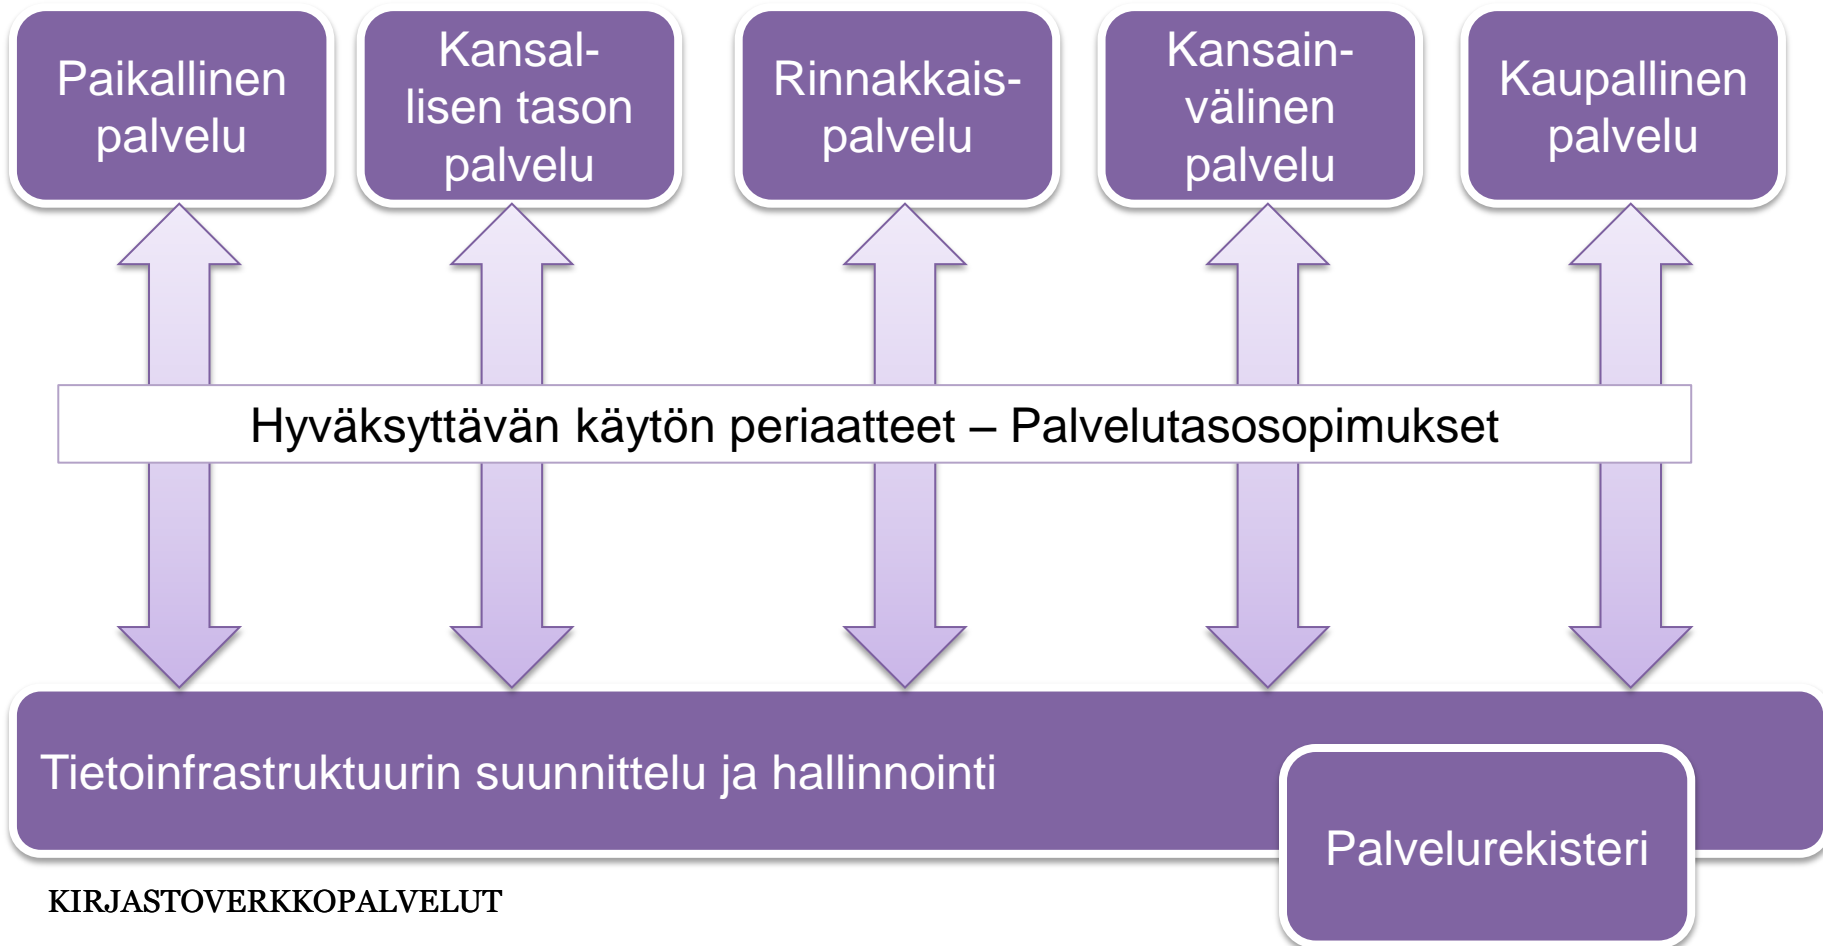 Paikallinen
palvelu
Kansal-
lisen tason
palvelu
Rinnakkais-
palvelu
Kansain-
välinen
palvelu
Kaupallinen
palvelu
Hyväksyttävän käytön periaatteet – Palvelutasosopimukset
Tietoinfrastruktuurin suunnittelu ja hallinnointi
Palvelurekisteri
KIRJASTOVERKKOPALVELUT